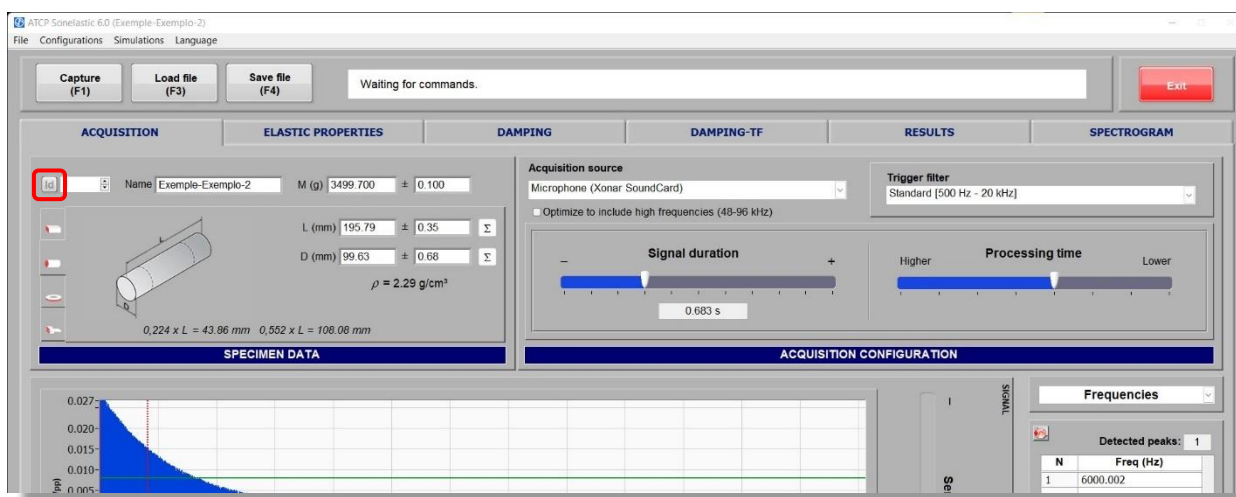 ATCP Sonelastic 6.0 (Exemple-Exemplo-2)
File Configurations Simulations Language
Capture (F1)
Load file (F3)
Save file (F4)
Waiting for commands.
Exit
ACQUISITION ELASTIC PROPERTIES DAMPING DAMPING-TF RESULTS SPECTROGRAM
Id Name Exemple-Exemplo-2 M (g) 3499.700 ± 0.100
L (mm) 195.79 ± 0.35 Σ
D (mm) 99.63 ± 0.68 Σ
ρ = 2.29 g/cm³
L
D
0,224 x L = 43.86 mm 0,552 x L = 108.08 mm
SPECIMEN DATA
Acquisition source
Microphone (Xonar SoundCard)
Optimize to include high frequencies (48-96 kHz)
Trigger filter
Standard [500 Hz - 20 kHz]
Signal duration
– +
0.683 s
Processing time
Higher Lower
ACQUISITION CONFIGURATION
0.027
0.020
0.015
0.010
0.005
SIGNAL
Frequencies
Detected peaks: 1
N Freq (Hz)
1 6000.002